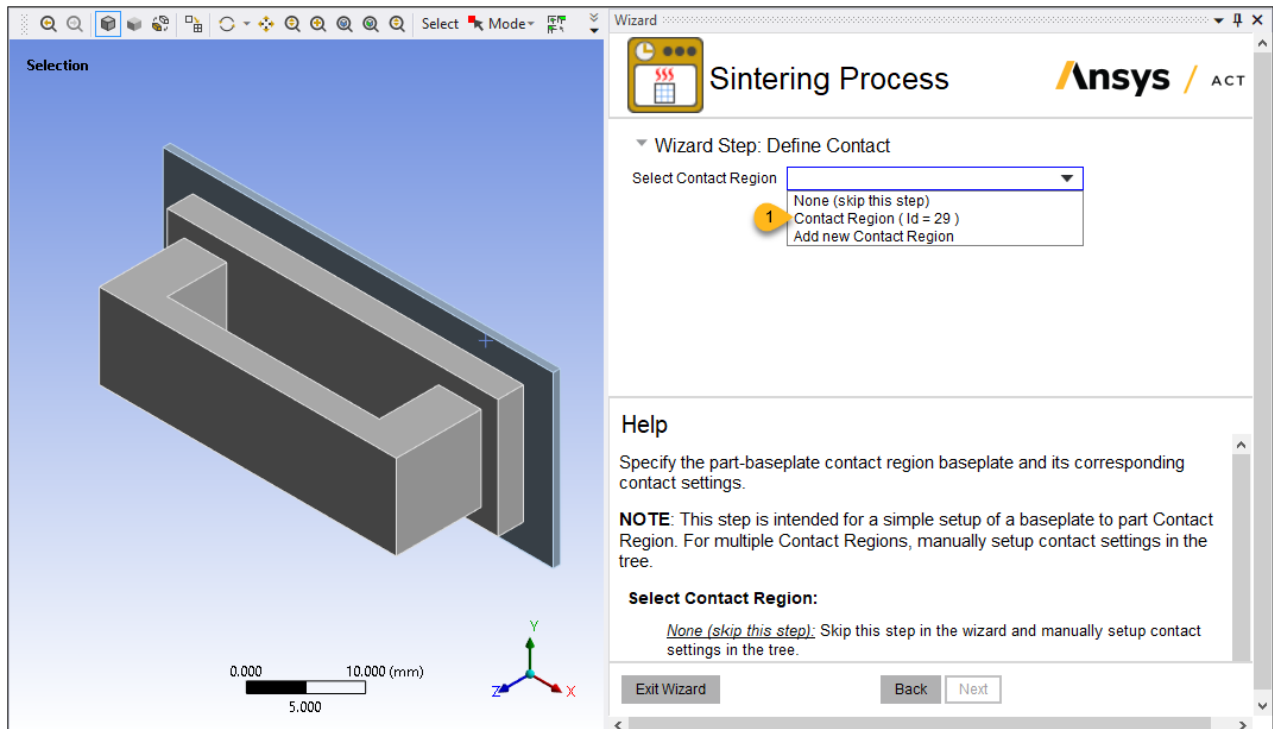 Select Mode
Selection
0.000 10.000 (mm)
5.000
Y
Z X
Wizard
Sintering Process
Ansys / ACT
Wizard Step: Define Contact
Select Contact Region
None (skip this step)
1 Contact Region ( Id = 29 )
Add new Contact Region
Help
Specify the part-baseplate contact region baseplate and its corresponding
contact settings.
NOTE: This step is intended for a simple setup of a baseplate to part Contact
Region. For multiple Contact Regions, manually setup contact settings in the
tree.
Select Contact Region:
None (skip this step): Skip this step in the wizard and manually setup contact
settings in the tree.
Exit Wizard Back Next